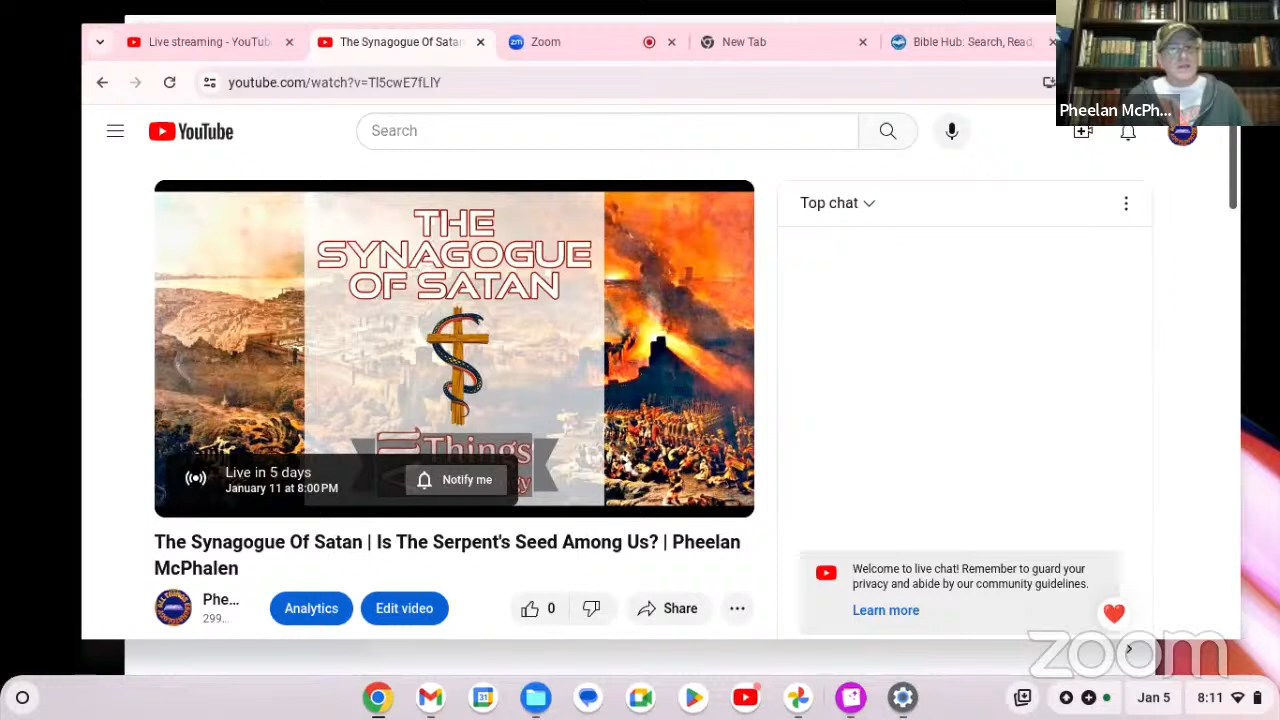 Live streaming - YouTub
The Synagogue Of Satan
Zoom
New Tab
Bible Hub: Search, Read,
youtube.com/watch?v=Tl5cwE7fLlY
Pheelan McPh...
YouTube
Search
Top chat
THE
SYNAGOGUE
OF SATAN
Things
Live in 5 days
January 11 at 8:00 PM
Notify me
The Synagogue Of Satan | Is The Serpent's Seed Among Us? | Pheelan
McPhalen
Phe...
299...
Analytics
Edit video
0
Share
Welcome to live chat! Remember to guard your
privacy and abide by our community guidelines.
Learn more
zoom
Jan 5
8:11